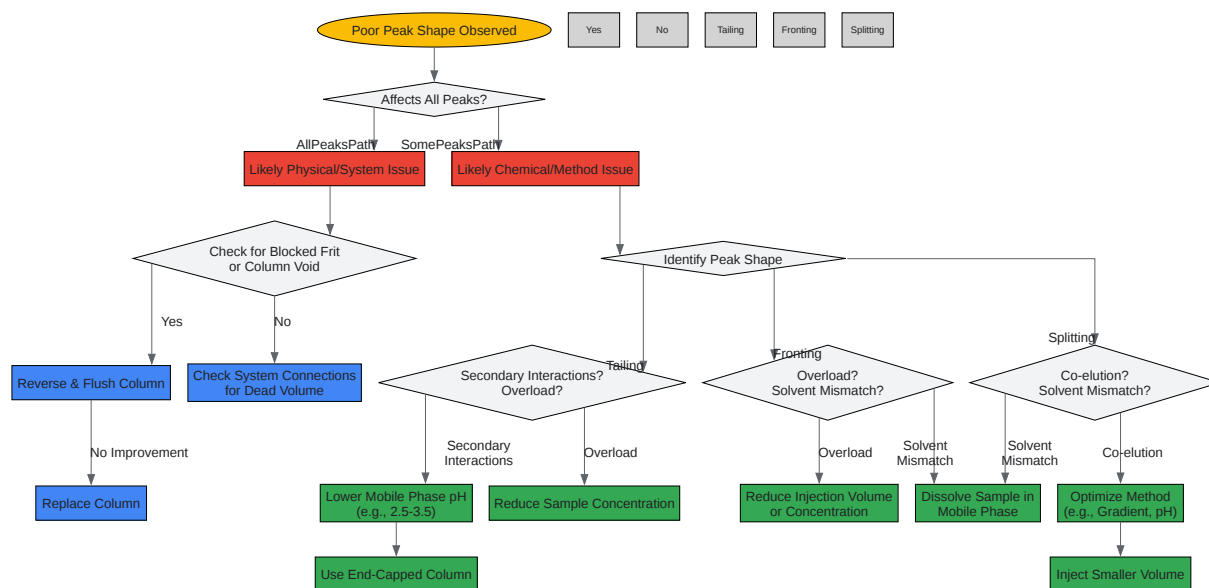 Poor Peak Shape Observed
Yes
No
Tailing
Fronting
Splitting
Affects All Peaks?
AllPeaksPath
SomePeaksPath
Likely Physical/System Issue
Likely Chemical/Method Issue
Check for Blocked Frit
or Column Void
Identify Peak Shape
Yes
No
Tailing
Fronting
Splitting
Reverse & Flush Column
Check System Connections
for Dead Volume
Secondary Interactions?
Overload?
Overload?
Solvent Mismatch?
Co-elution?
Solvent Mismatch?
No Improvement
Secondary
Interactions
Overload
Overload
Solvent
Mismatch
Solvent
Mismatch
Co-elution
Replace Column
Lower Mobile Phase pH
(e.g., 2.5-3.5)
Reduce Sample Concentration
Reduce Injection Volume
or Concentration
Dissolve Sample in
Mobile Phase
Optimize Method
(e.g., Gradient, pH)
Use End-Capped Column
Inject Smaller Volume